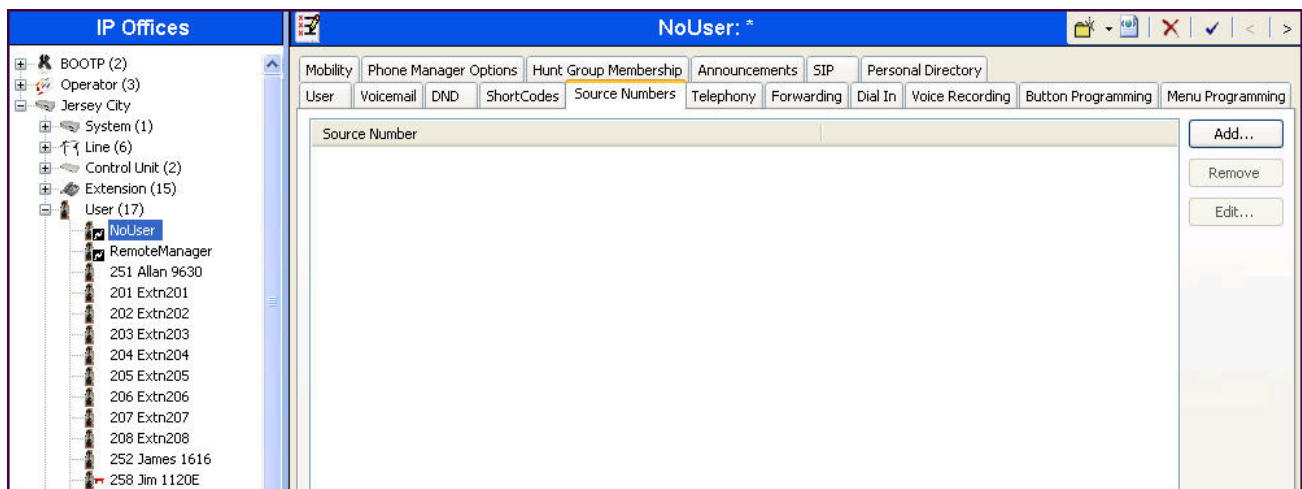 IP Offices
BOOTP (2)
Operator (3)
Jersey City
System (1)
Line (6)
Control Unit (2)
Extension (15)
User (17)
NoUser
RemoteManager
251 Allan 9630
201 Extn201
202 Extn202
203 Extn203
204 Extn204
205 Extn205
206 Extn206
207 Extn207
208 Extn208
252 James 1616
258 Jim 1120E
NoUser: *
Mobility Phone Manager Options Hunt Group Membership Announcements SIP Personal Directory
User Voicemail DND ShortCodes Source Numbers Telephony Forwarding Dial In Voice Recording Button Programming Menu Programming
Source Number
Add...
Remove
Edit...